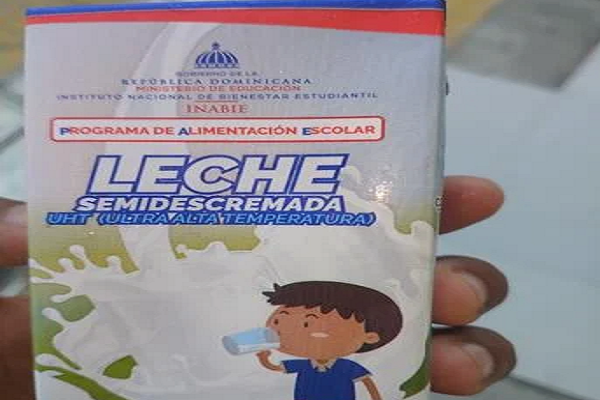 GOBIERNO DE LA
REPÚBLICA DOMINICANA
MINISTERIO DE EDUCACIÓN
INSTITUTO NACIONAL DE BIENESTAR ESTUDIANTIL
INABIE
PROGRAMA DE ALIMENTACIÓN ESCOLAR
LECHE
SEMIDESCREMADA
UHT (ULTRA ALTA TEMPERATURA)